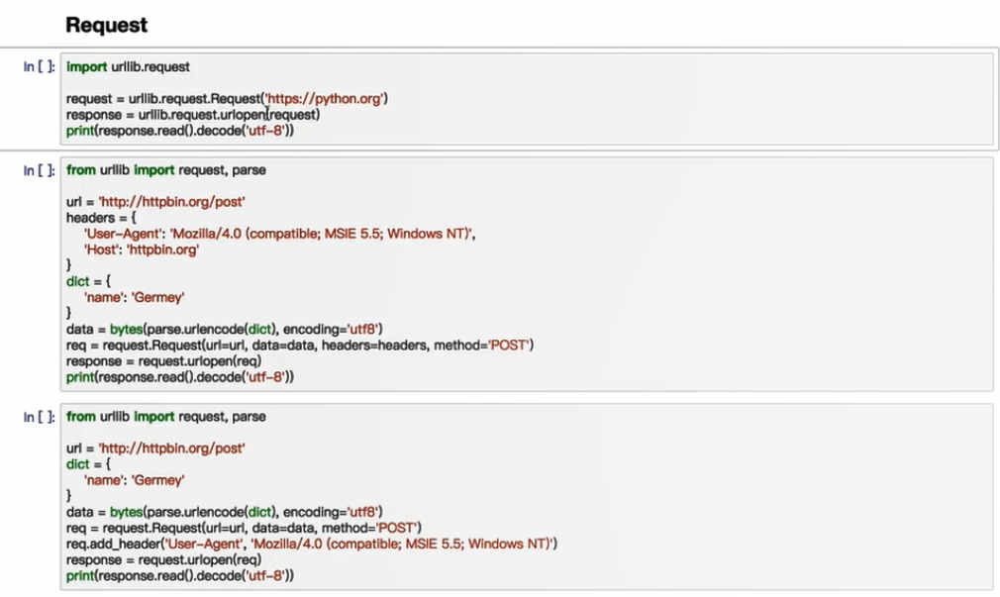 Request
In [ ]:
import urllib.request
request = urllib.request.Request('https://python.org')
response = urllib.request.urlopen(request)
print(response.read().decode('utf-8'))
In [ ]:
from urllib import request, parse
url = 'http://httpbin.org/post'
headers = {
    'User-Agent': 'Mozilla/4.0 (compatible; MSIE 5.5; Windows NT)',
    'Host': 'httpbin.org'
}
dict = {
    'name': 'Germey'
}
data = bytes(parse.urlencode(dict), encoding='utf8')
req = request.Request(url=url, data=data, headers=headers, method='POST')
response = request.urlopen(req)
print(response.read().decode('utf-8'))
In [ ]:
from urllib import request, parse
url = 'http://httpbin.org/post'
dict = {
    'name': 'Germey'
}
data = bytes(parse.urlencode(dict), encoding='utf8')
req = request.Request(url=url, data=data, method='POST')
req.add_header('User-Agent', 'Mozilla/4.0 (compatible; MSIE 5.5; Windows NT)')
response = request.urlopen(req)
print(response.read().decode('utf-8'))